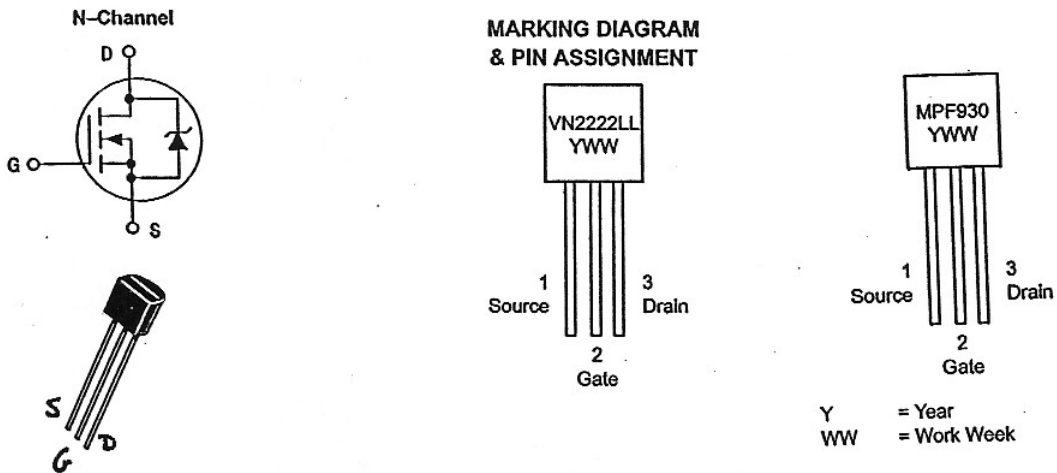 N–Channel
D
G
S
S
G
D
MARKING DIAGRAM
& PIN ASSIGNMENT
VN2222LL
YWW
1
Source
2
Gate
3
Drain
MPF930
YWW
1
Source
2
Gate
3
Drain
Y = Year
WW = Work Week